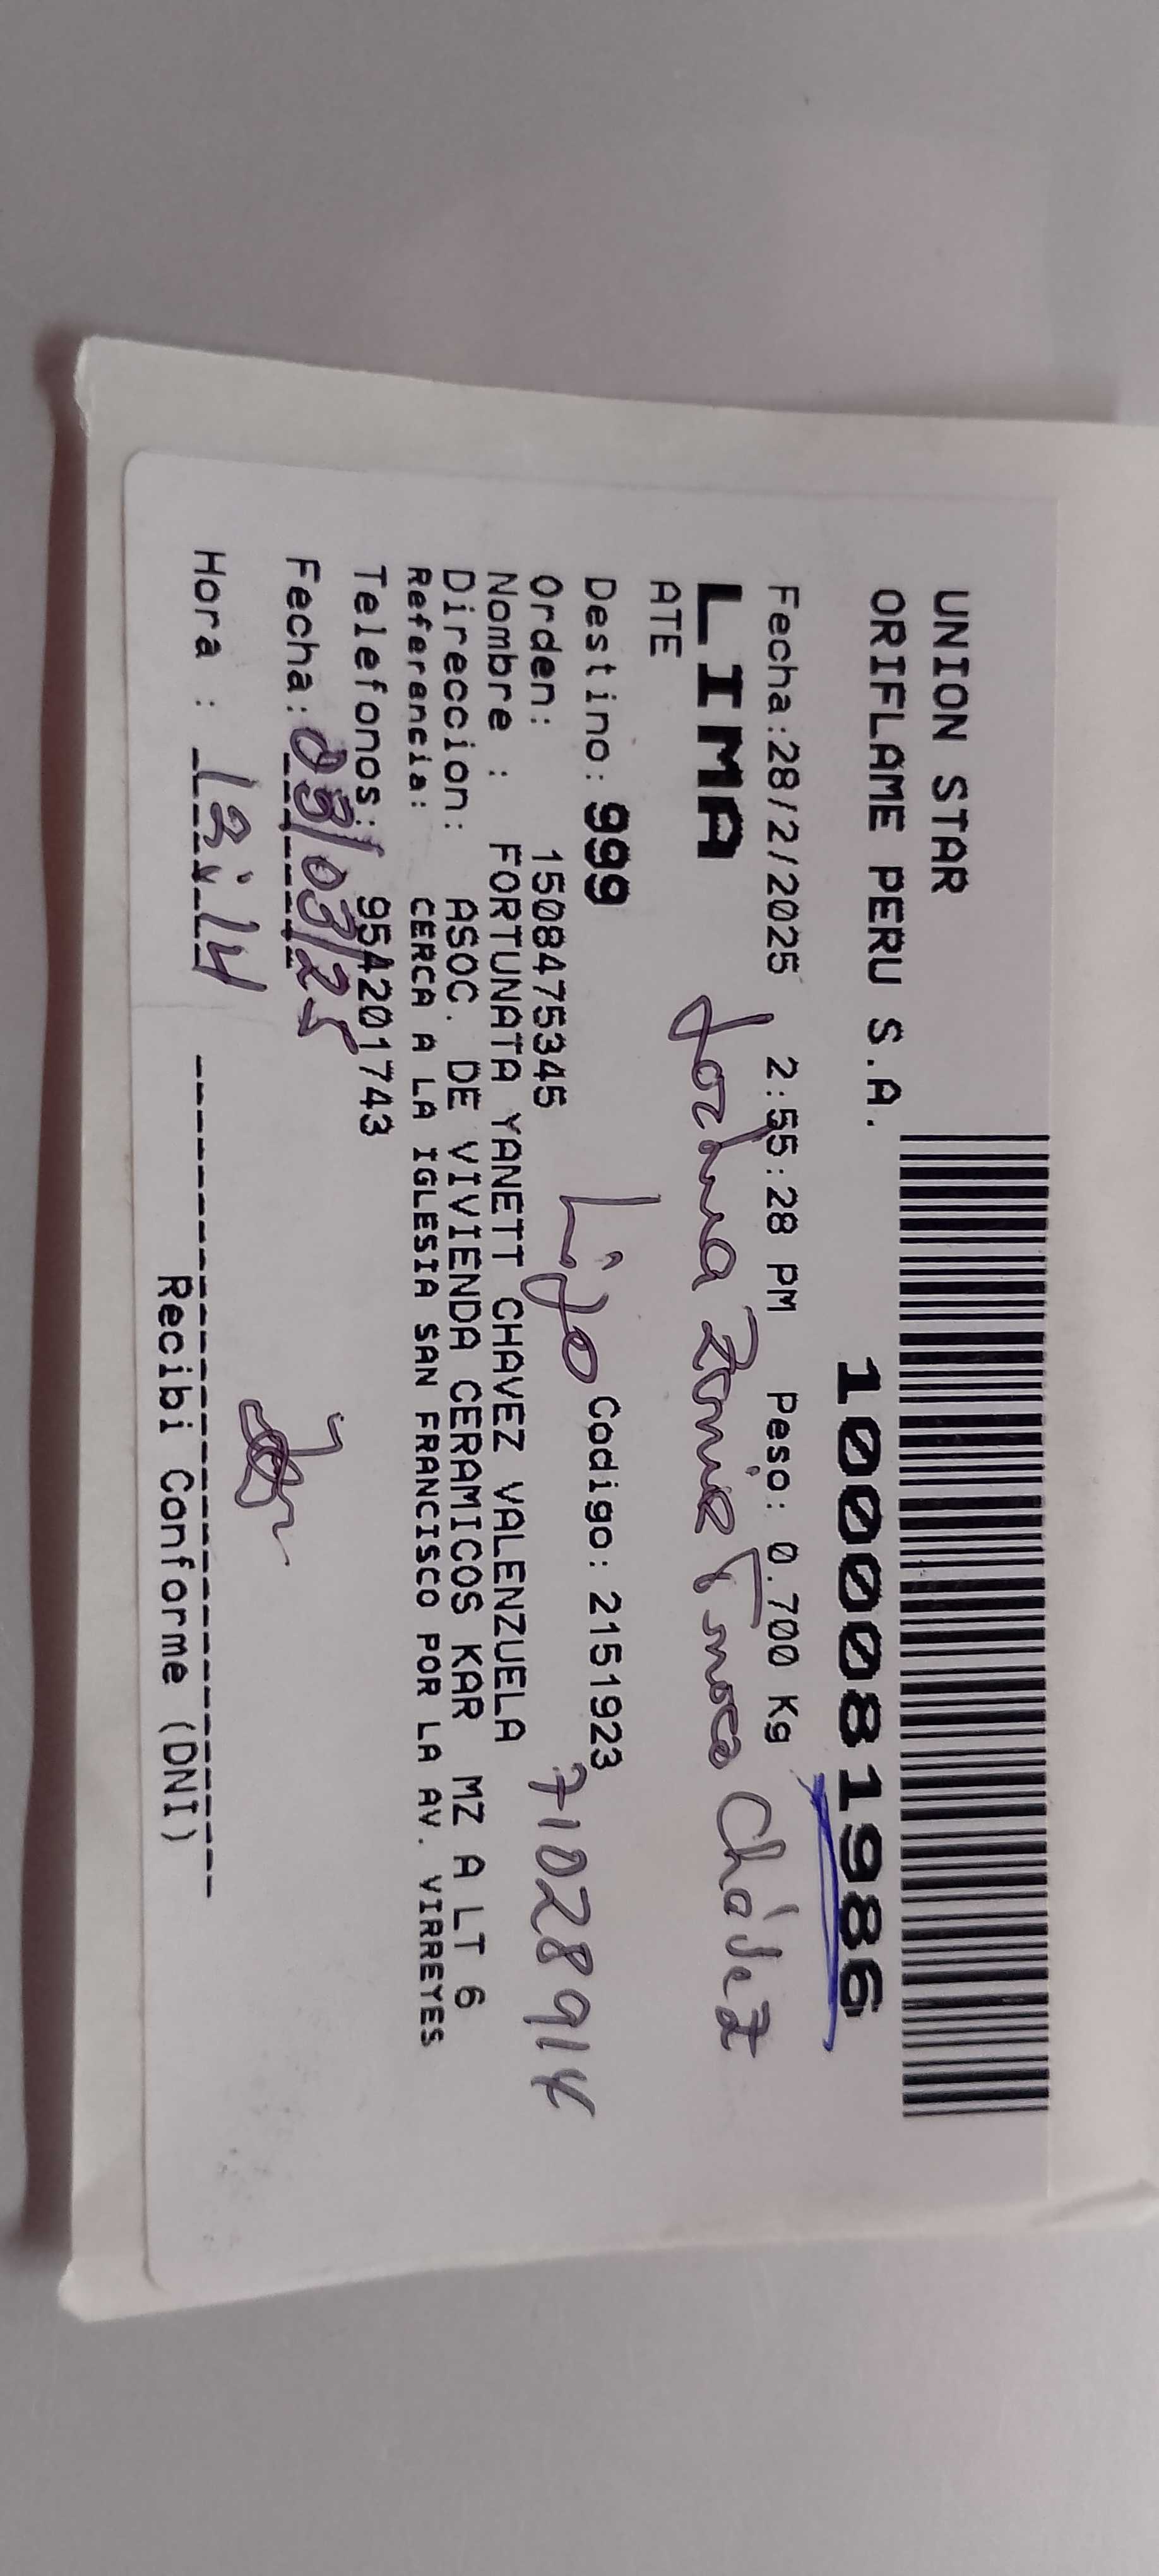 UNION STAR
ORIFLAME PERU S.A.
1000081986
Fecha:28/2/2025 2:55:28 PM Peso: 0.700 Kg
LIMA
ATE
Chávez
Destino: 999 Codigo: 2151923
Hijo
71028914
Orden: 1508475345
Nombre : FORTUNATA YANETT CHAVEZ VALENZUELA
Direccion: ASOC. DE VIVIENDA CERAMICOS KAR MZ A LT 6
Referencia: CERCA A LA IGLESIA SAN FRANCISCO POR LA AV. VIRREYES
Telefonos: 954201743
Fecha: 03/03/25
Hora : 12:14
Recibi Conforme (DNI)